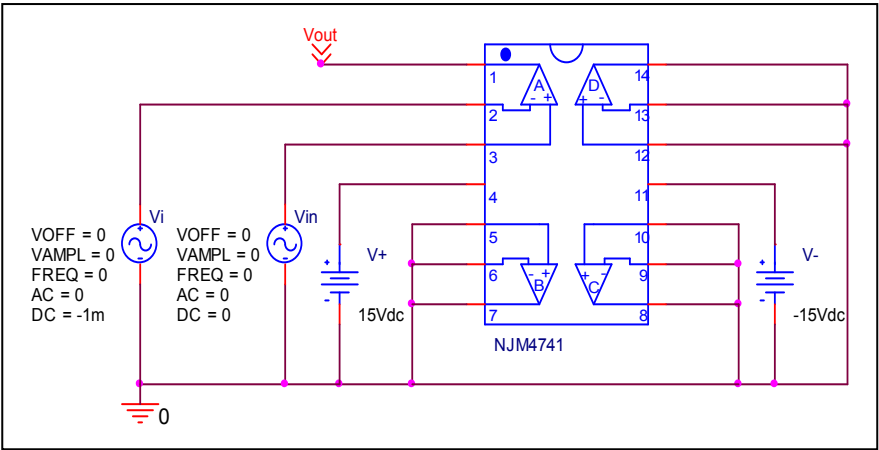 Vout
A
D
- +
+ -
1
14
2
13
3
12
4
11
5
10
6
9
7
8
- +
+ -
B
C
Vi
VOFF = 0
VAMPL = 0
FREQ = 0
AC = 0
DC = -1m
Vin
VOFF = 0
VAMPL = 0
FREQ = 0
AC = 0
DC = 0
+
V+
-
15Vdc
+
V-
-
-15Vdc
NJM4741
0